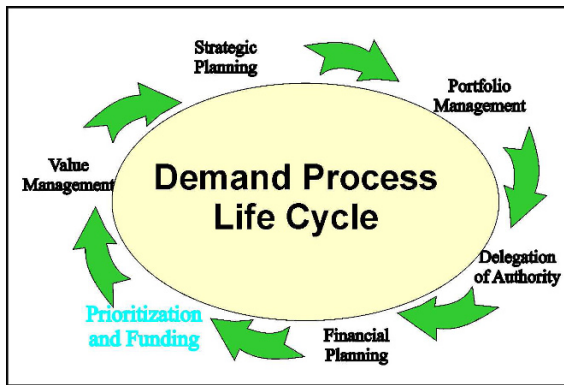 Strategic
Planning
Portfolio
Management
Value
Management
Demand Process
Life Cycle
Delegation
of Authority
Prioritization
and Funding
Financial
Planning